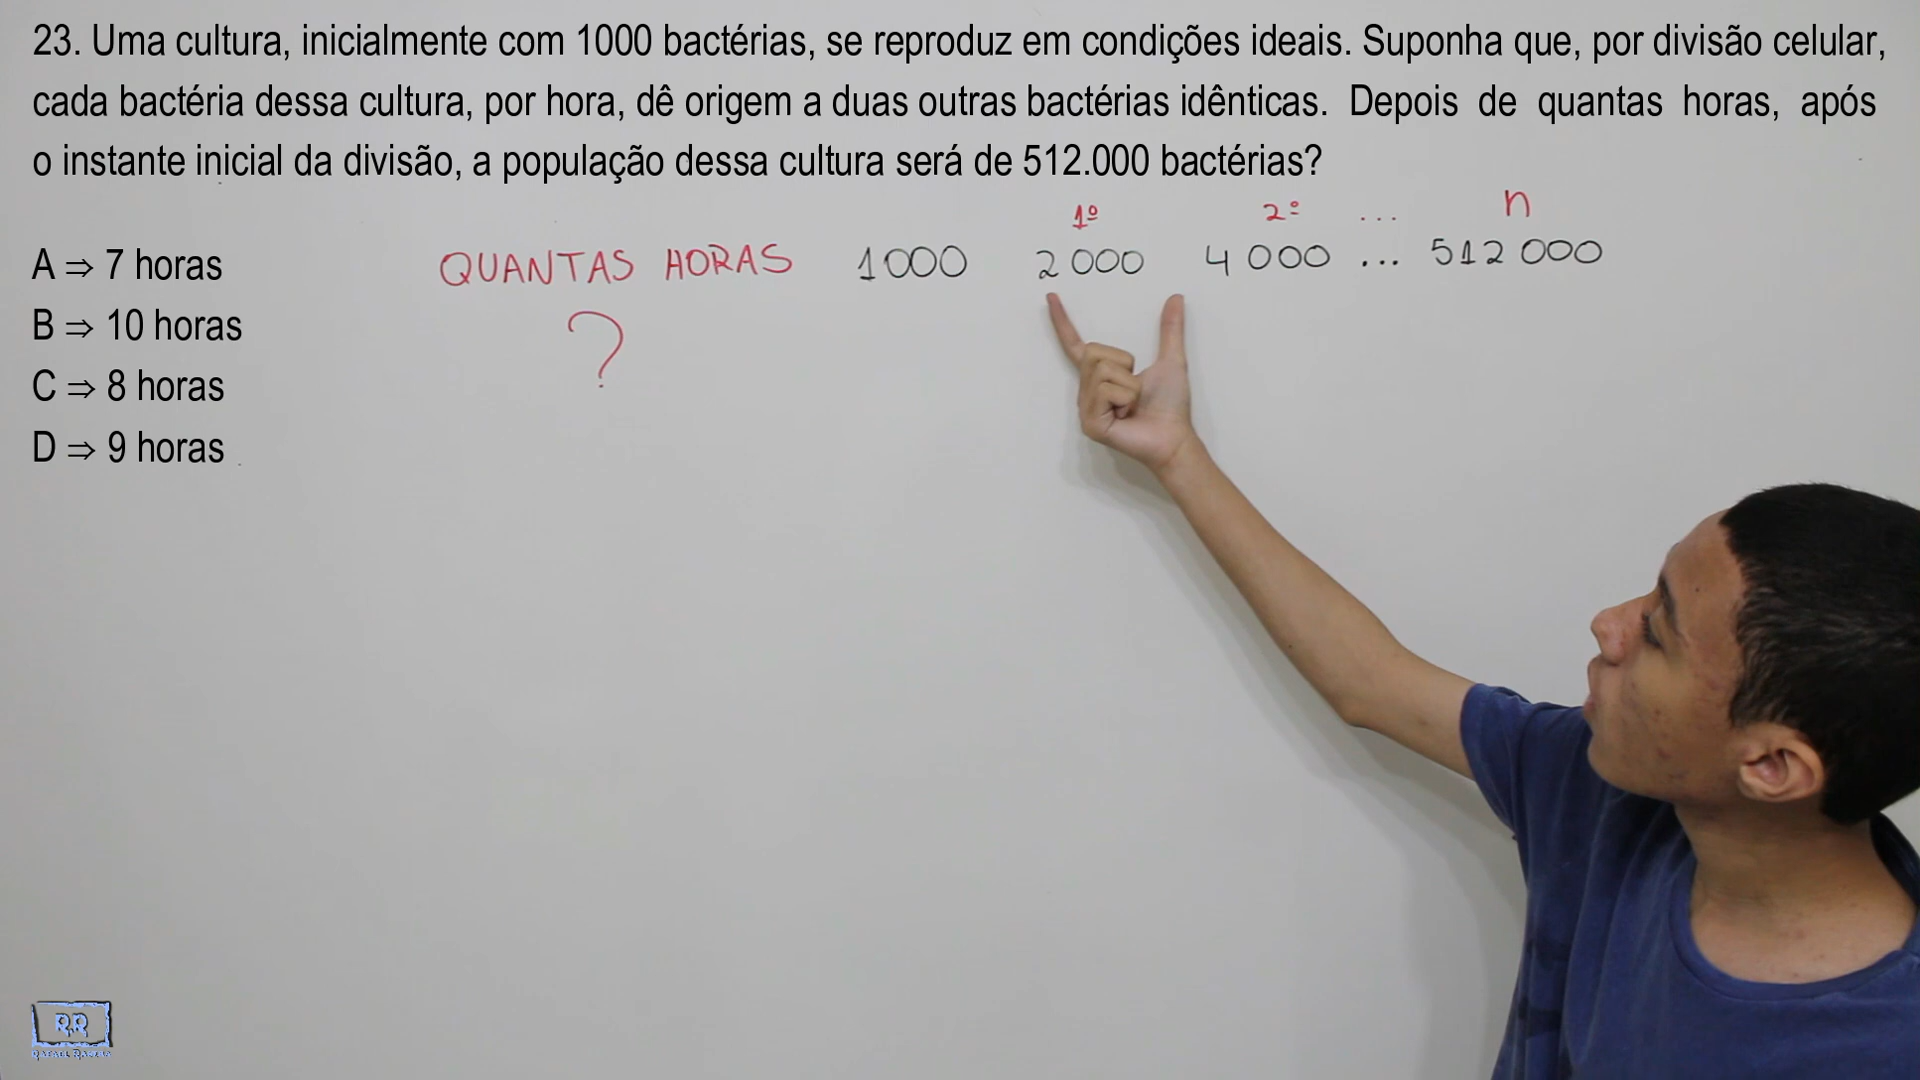 23. Uma cultura, inicialmente com 1000 bactérias, se reproduz em condições ideais. Suponha que, por divisão celular,
cada bactéria dessa cultura, por hora, dê origem a duas outras bactérias idênticas. Depois de quantas horas, após
o instante inicial da divisão, a população dessa cultura será de 512.000 bactérias?
1º 2º ... n
QUANTAS HORAS 1000 2000 4000 ... 512 000
?
A ⇒ 7 horas
B ⇒ 10 horas
C ⇒ 8 horas
D ⇒ 9 horas
RR